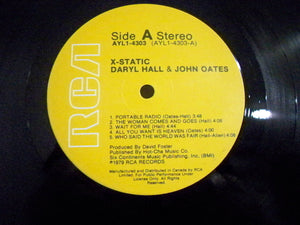 Side A Stereo
AYL1-4303 (AYL1-4303-A)
X-STATIC
DARYL HALL & JOHN OATES
RCA
1. PORTABLE RADIO (Oates-Hall) 3:48
2. THE WOMAN COMES AND GOES (Hall) 4:06
3. WAIT FOR ME (Hall) 4:44
4. ALL YOU WANT IS HEAVEN (Oates) 4:00
5. WHO SAID THE WORLD WAS FAIR (Hall-Allen) 4:08
Produced by David Foster
Published By Hot-Cha Music Co.
Six Continents Music Publishing, Inc. (BMI)
℗1979 RCA RECORDS
Manufactured and Distributed in Canada by RCA
Limited. For Public Performance Under
License Only. All Rights
Reserved.